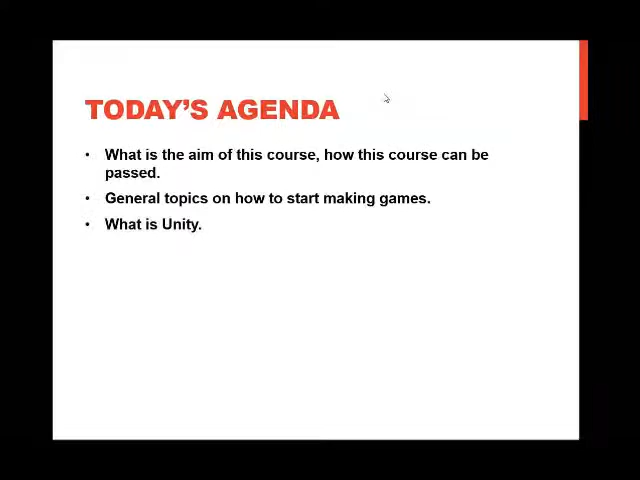 TODAY'S AGENDA
• What is the aim of this course, how this course can be
passed.
• General topics on how to start making games.
• What is Unity.